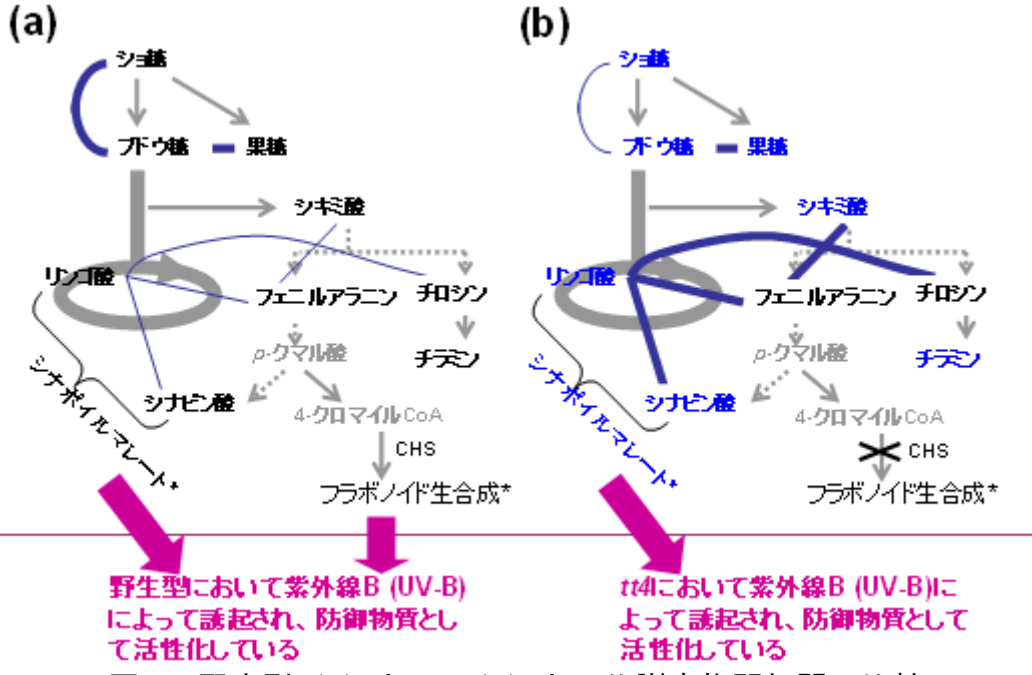 (a)
ショ糖
ブドウ糖
果糖
シキミ酸
リンゴ酸
フェニルアラニン
チロシン
p-クマル酸
チラミン
シナピン酸
シナポイルマレート*
4-クロマイルCoA
CHS
フラボノイド生合成*
野生型において紫外線B (UV-B)
によって誘起され、防御物質とし
て活性化している
(b)
ショ糖
ブドウ糖
果糖
シキミ酸
リンゴ酸
フェニルアラニン
チロシン
p-クマル酸
チラミン
シナピン酸
シナポイルマレート*
4-クロマイルCoA
CHS
フラボノイド生合成*
tt4において紫外線B (UV-B)に
よって誘起され、防御物質として
活性化している